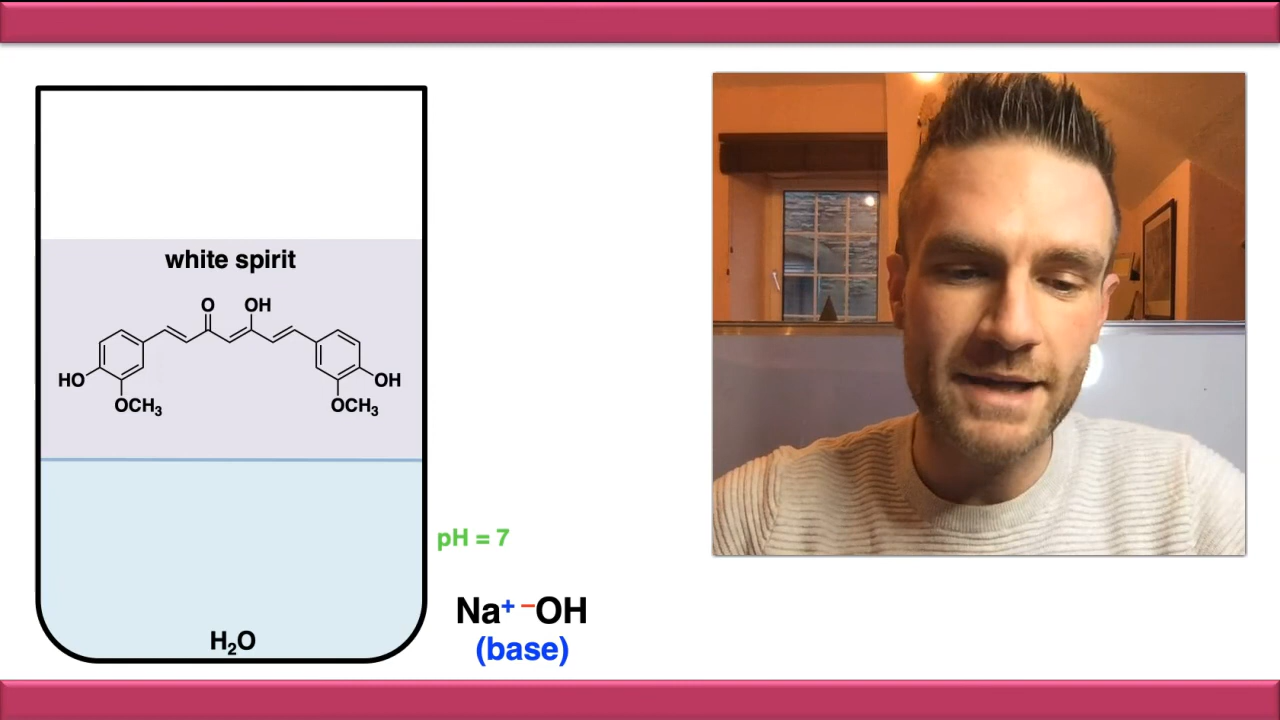 white spirit
O OH
HO OH
OCH₃ OCH₃
pH = 7
Na⁺ ⁻OH
(base)
H₂O